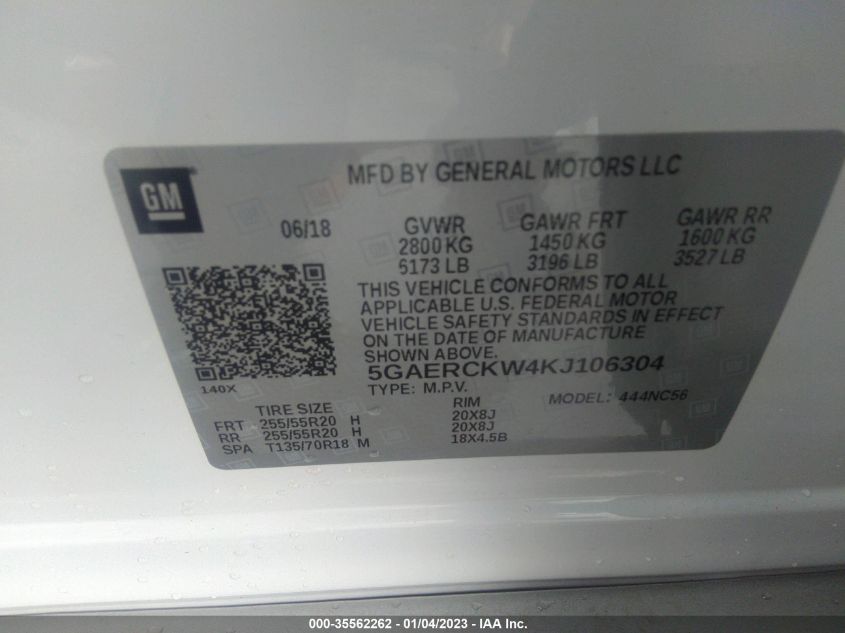 GM
MFD BY GENERAL MOTORS LLC
06/18 GVWR GAWR FRT GAWR RR
2800 KG 1450 KG 1600 KG
6173 LB 3196 LB 3527 LB
THIS VEHICLE CONFORMS TO ALL
APPLICABLE U.S. FEDERAL MOTOR
VEHICLE SAFETY STANDARDS IN EFFECT
ON THE DATE OF MANUFACTURE
SHOWN ABOVE.
5GAERCKW4KJ106304
140X TYPE: M.P.V. MODEL: 444NC56
TIRE SIZE RIM
FRT 255/55R20 H 20X8J
RR 255/55R20 H 20X8J
SPA T135/70R18 M 18X4.5B
000-35562262 - 01/04/2023 - IAA Inc.